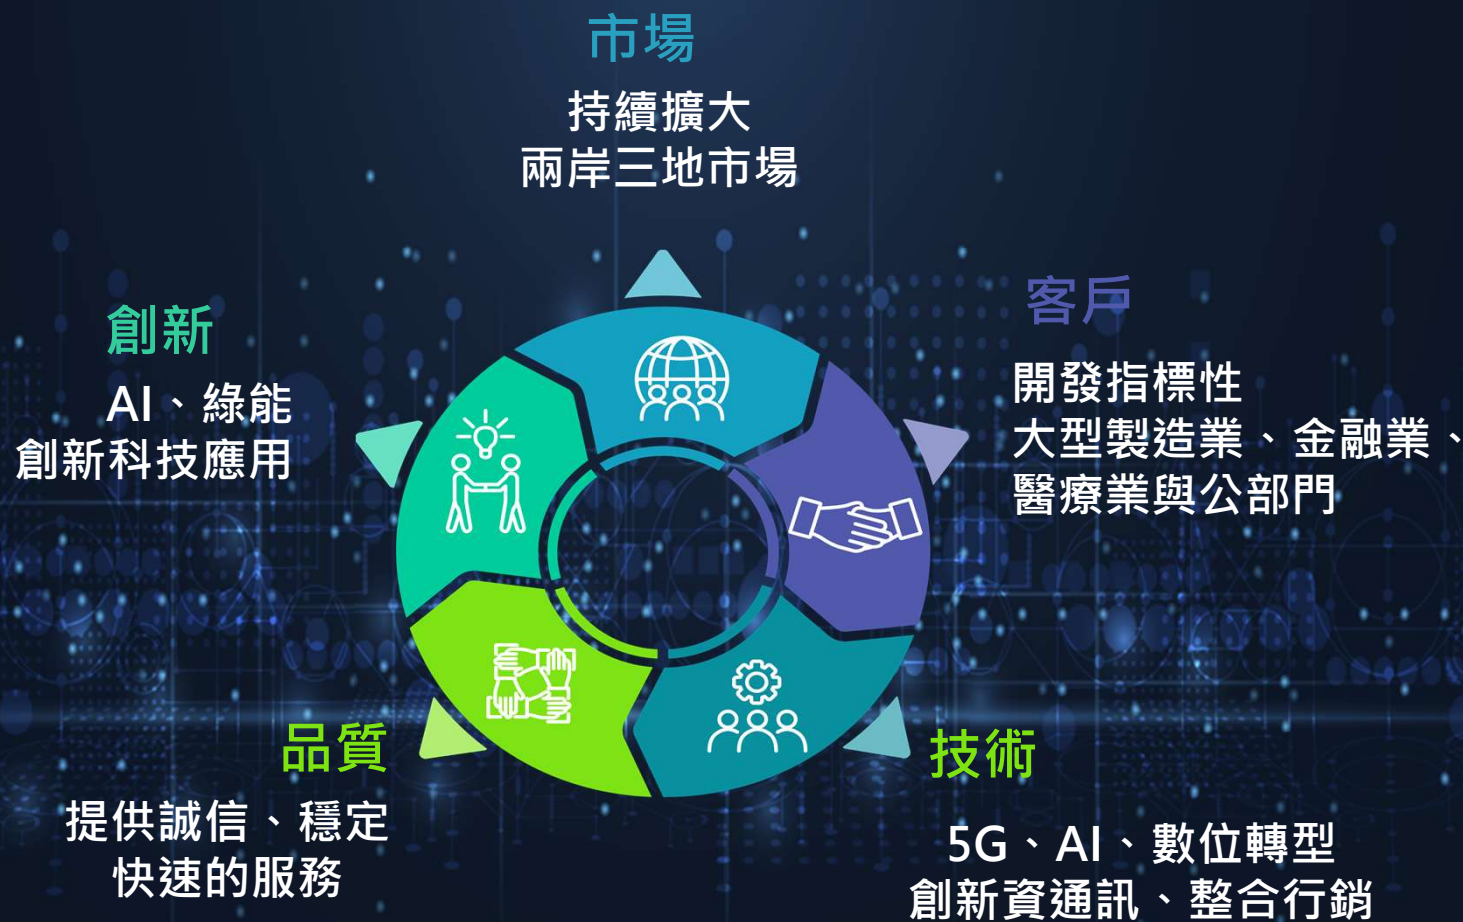 市場
持續擴大
兩岸三地市場
客戶
開發指標性
大型製造業、金融業、
醫療業與公部門
技術
5G、AI、數位轉型
創新資通訊、整合行銷
品質
提供誠信、穩定
快速的服務
創新
AI、綠能
創新科技應用